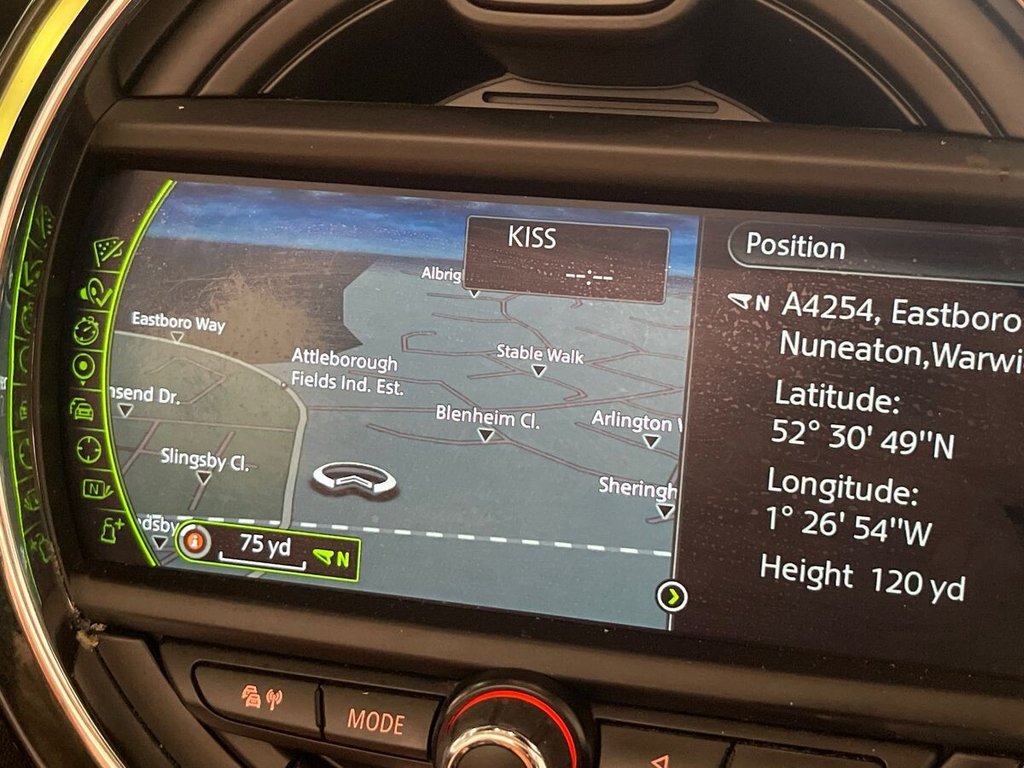 KISS
--:--
Albrig
Eastboro Way
Stable Walk
Attleborough
Fields Ind. Est.
nsend Dr.
Blenheim Cl.
Arlington
Slingsby Cl.
Sheringh
dsby
75 yd
N
N
Position
N A4254, Eastboro
Nuneaton,Warwi
Latitude:
52° 30' 49"N
Longitude:
1° 26' 54"W
Height 120 yd
MODE